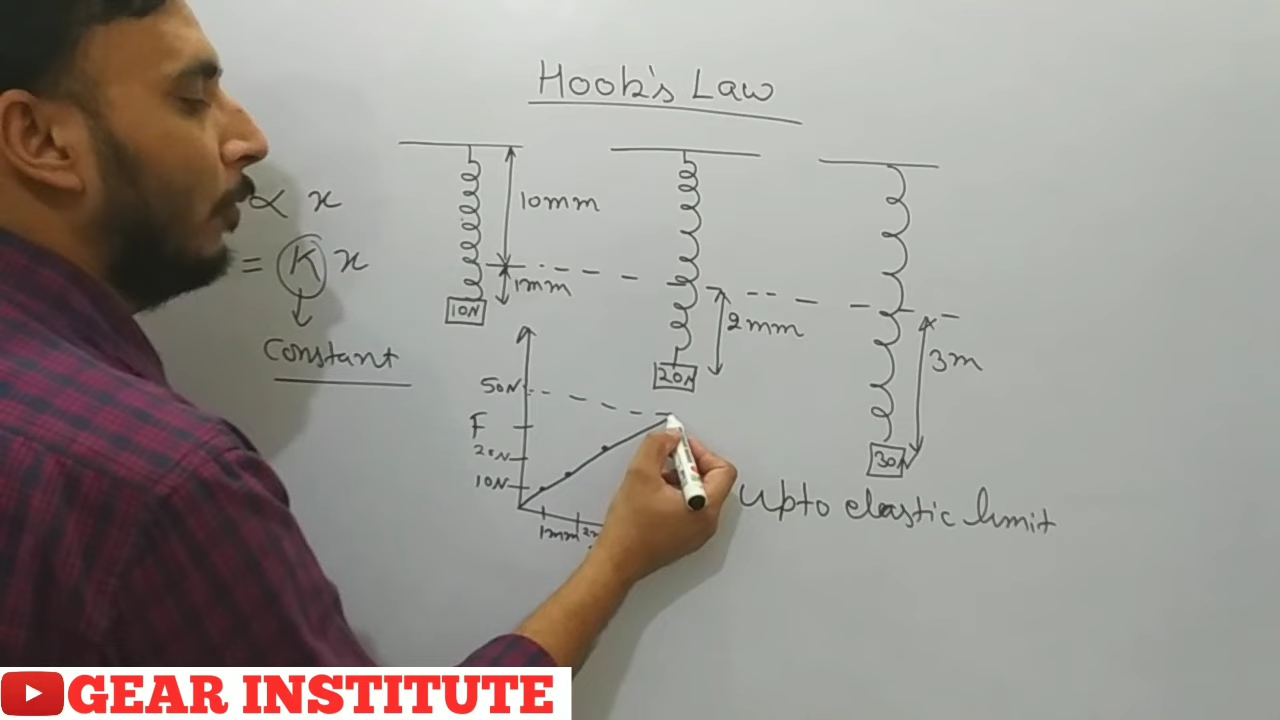 Hook's Law
∝ x
= K x
Constant
10mm
1mm
10N
2mm
20N
3m
30N
50N
F
20N
10N
1mm
upto elastic limit
GEAR INSTITUTE